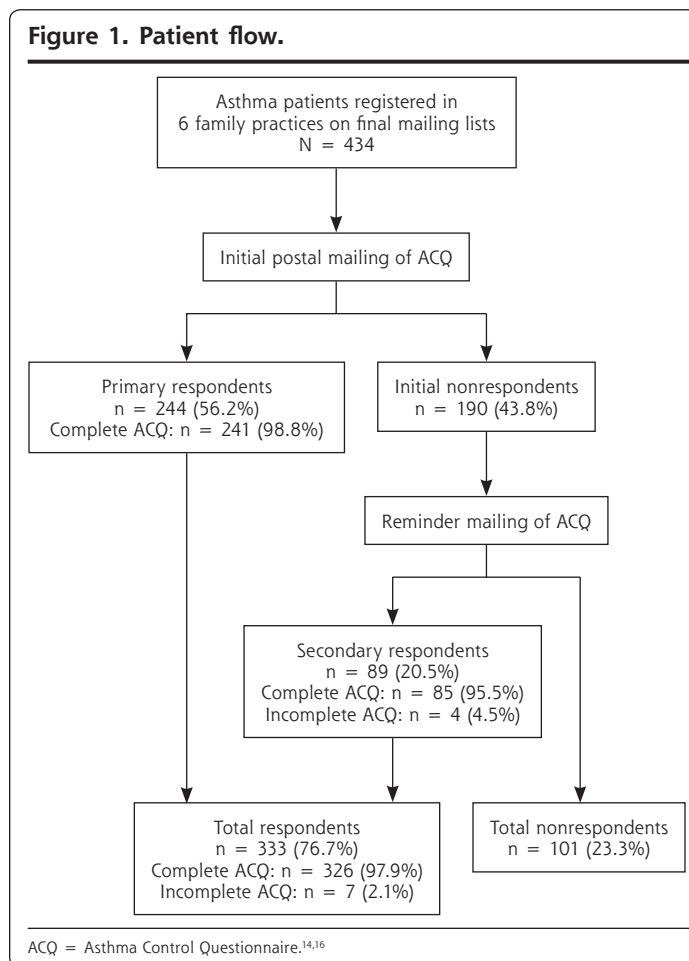 Figure 1. Patient flow.
Asthma patients registered in
6 family practices on final mailing lists
N = 434
Initial postal mailing of ACQ
Primary respondents
n = 244 (56.2%)
Complete ACQ: n = 241 (98.8%)
Initial nonrespondents
n = 190 (43.8%)
Reminder mailing of ACQ
Secondary respondents
n = 89 (20.5%)
Complete ACQ: n = 85 (95.5%)
Incomplete ACQ: n = 4 (4.5%)
Total respondents
n = 333 (76.7%)
Complete ACQ: n = 326 (97.9%)
Incomplete ACQ: n = 7 (2.1%)
Total nonrespondents
n = 101 (23.3%)
ACQ = Asthma Control Questionnaire.14,16